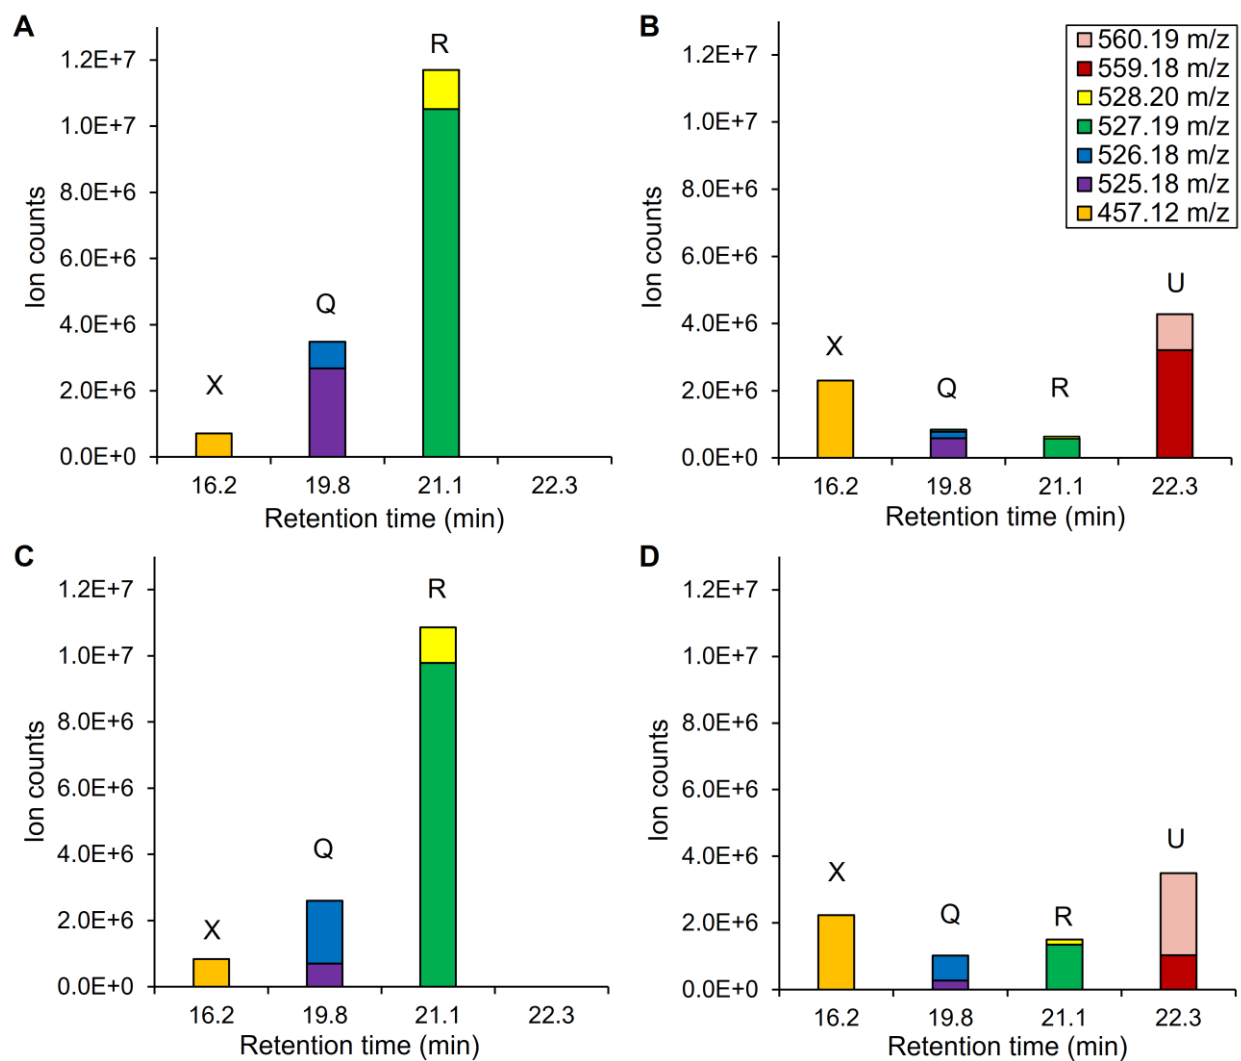 A
Ion counts
1.2E+7
1.0E+7
8.0E+6
6.0E+6
4.0E+6
2.0E+6
0.0E+0
X
Q
R
16.2 19.8 21.1 22.3
Retention time (min)
B
Ion counts
1.2E+7
1.0E+7
8.0E+6
6.0E+6
4.0E+6
2.0E+6
0.0E+0
X
Q
R
U
16.2 19.8 21.1 22.3
Retention time (min)
560.19 m/z
559.18 m/z
528.20 m/z
527.19 m/z
526.18 m/z
525.18 m/z
457.12 m/z
C
Ion counts
1.2E+7
1.0E+7
8.0E+6
6.0E+6
4.0E+6
2.0E+6
0.0E+0
X
Q
R
16.2 19.8 21.1 22.3
Retention time (min)
D
Ion counts
1.2E+7
1.0E+7
8.0E+6
6.0E+6
4.0E+6
2.0E+6
0.0E+0
X
Q
R
U
16.2 19.8 21.1 22.3
Retention time (min)